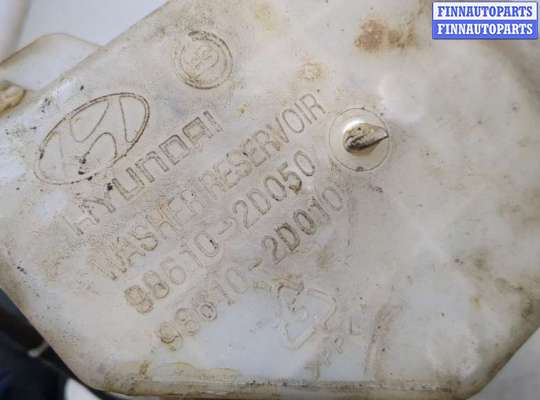 FINNAUTOPARTS
FINNAUTOPARTS
HYUNDAI
WASHER RESERVOIR
98610-2D050
98610-2D010